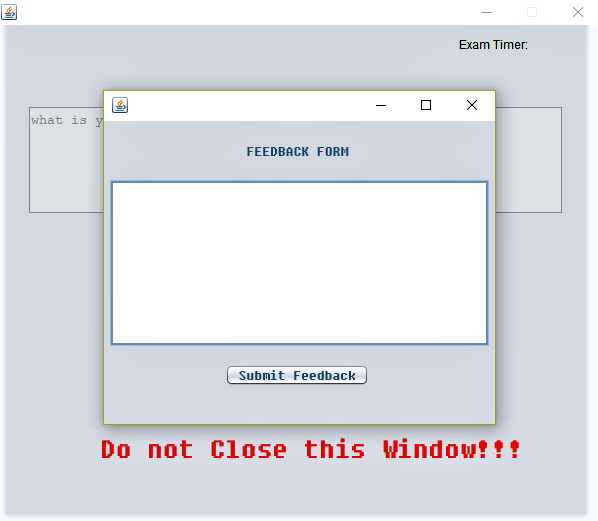 Exam Timer:
what is y
FEEDBACK FORM
Submit Feedback
Do not Close this Window!!!